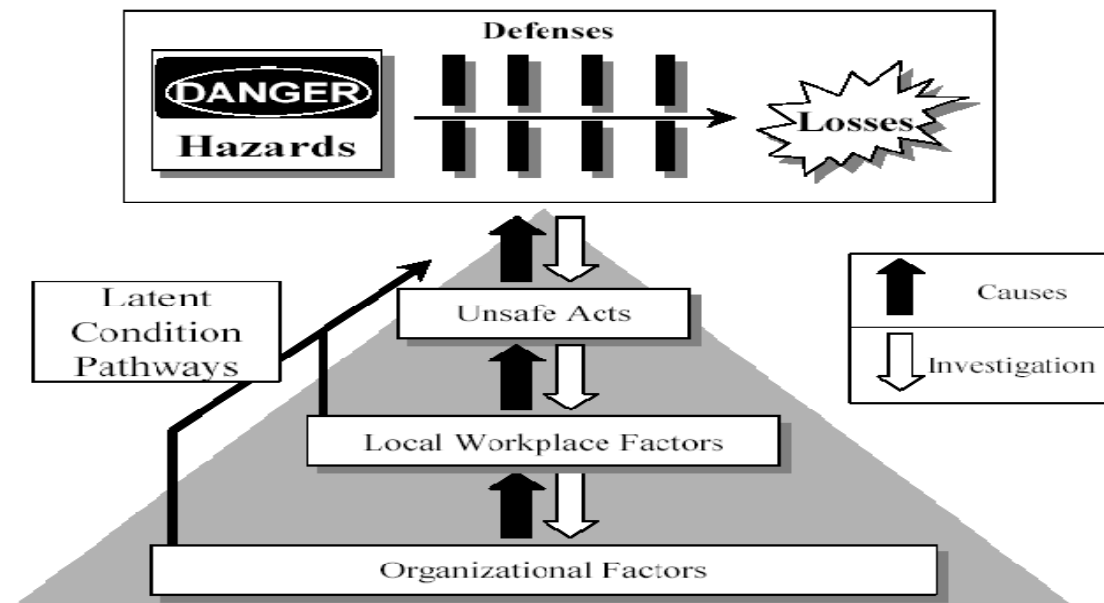 Defenses
DANGER
Hazards
Losses
Latent
Condition
Pathways
Unsafe Acts
Causes
Investigation
Local Workplace Factors
Organizational Factors